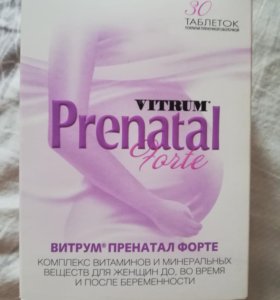 30
ТАБЛЕТОК
VITRUM®
Prenatal
Forte
ВИТРУМ® ПРЕНАТАЛ ФОРТЕ
КОМПЛЕКС ВИТАМИНОВ И МИНЕРАЛЬНЫХ
ВЕЩЕСТВ ДЛЯ ЖЕНЩИН ДО, ВО ВРЕМЯ
И ПОСЛЕ БЕРЕМЕННОСТИ